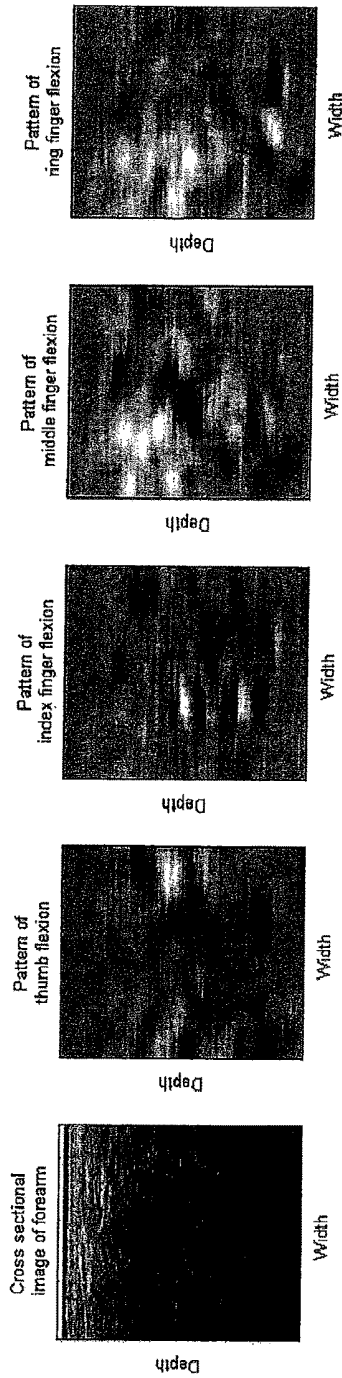 Cross sectional
image of forearm
Depth
Width
Pattern of
thumb flexion
Depth
Width
Pattern of
index finger flexion
Depth
Width
Pattern of
middle finger flexion
Depth
Width
Pattern of
ring finger flexion
Depth
Width